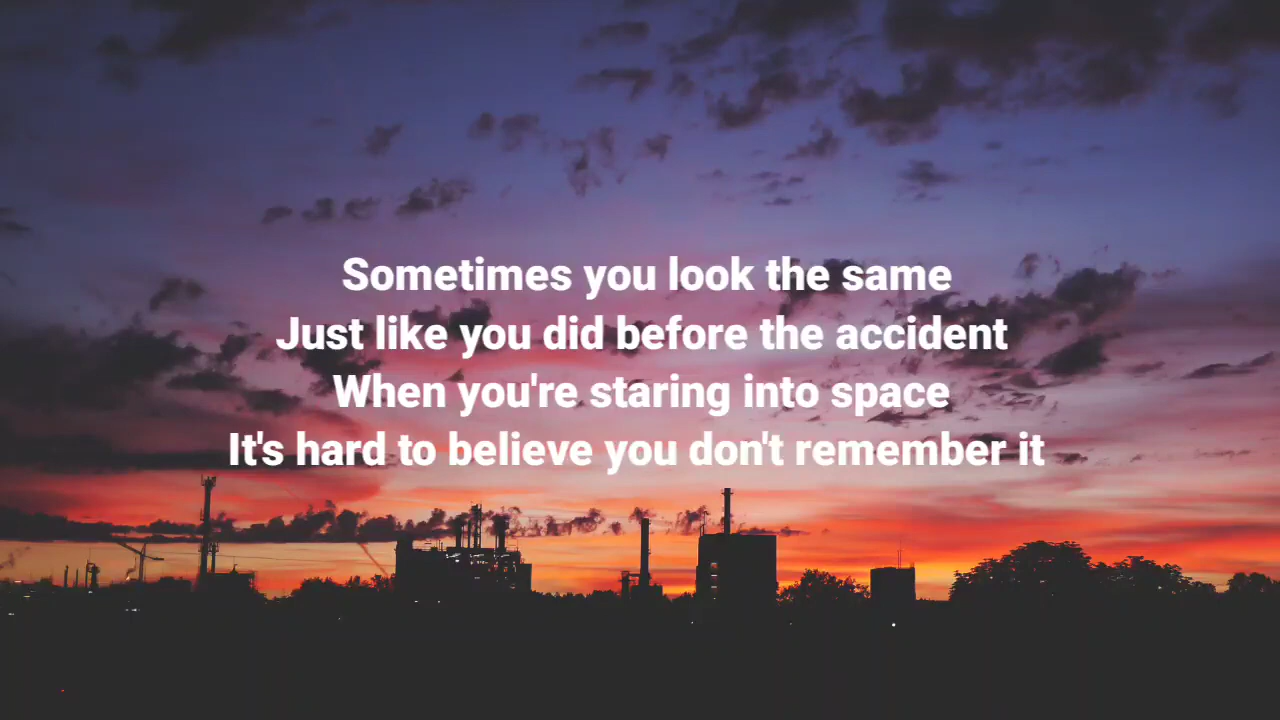 Sometimes you look the same
Just like you did before the accident
When you're staring into space
It's hard to believe you don't remember it